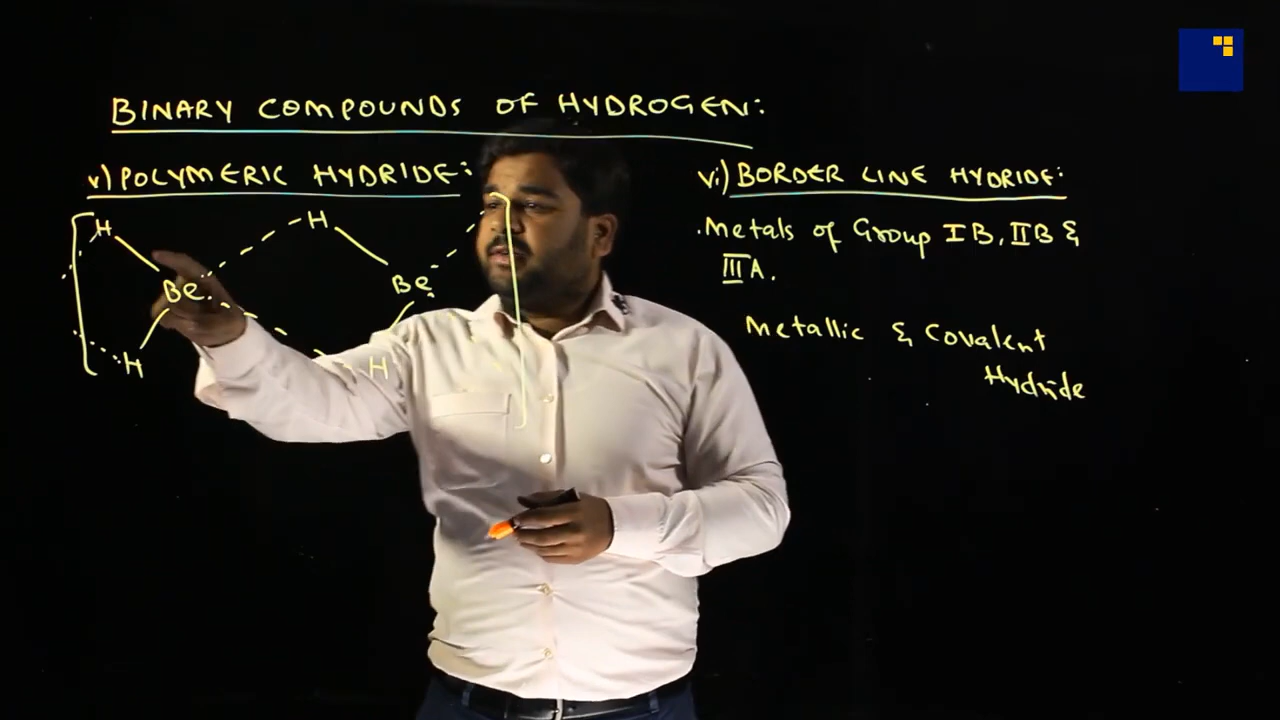 BINARY COMPOUNDS OF HYDROGEN:
v) POLYMERIC HYDRIDE:
H
H
Be
Be
H
H
vi) BORDER LINE HYDRIDE:
. Metals of Group IB, IIB &
IIIA.
Metallic & Covalent
Hydride